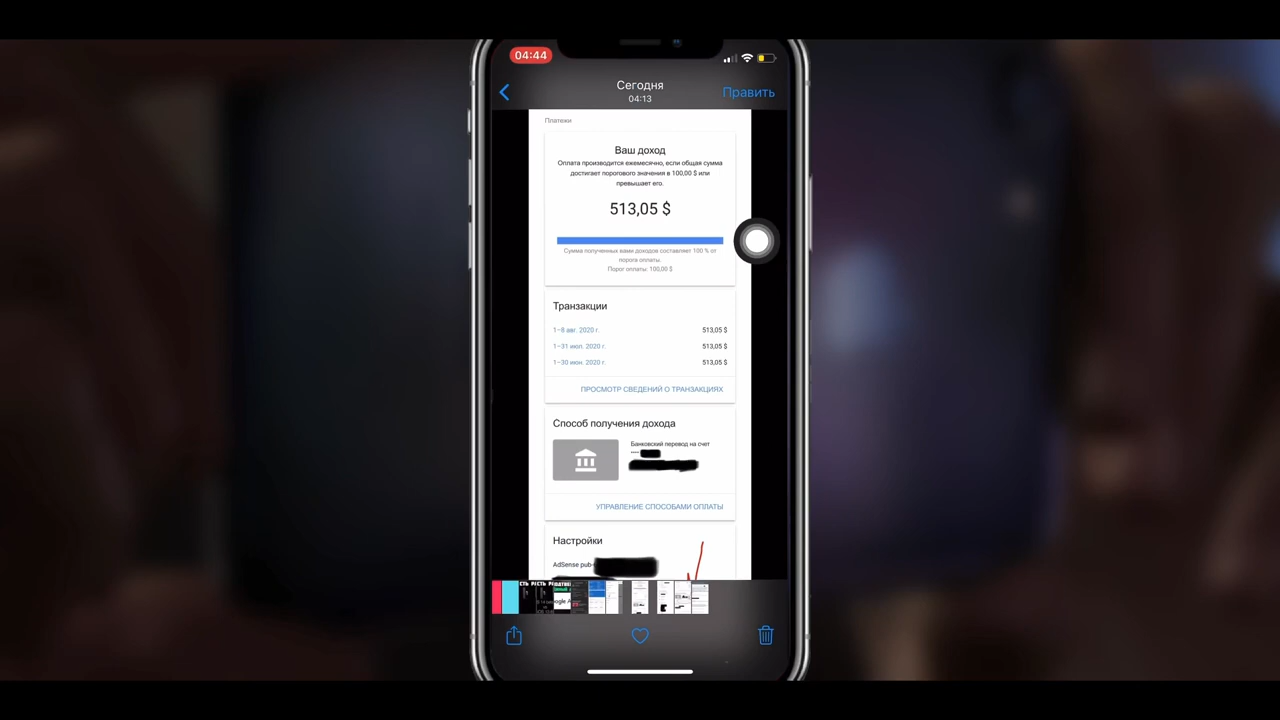 04:44
Сегодня
04:13
Править
Платежи
Ваш доход
Оплата производится ежемесячно, если общая сумма
достигает порогового значения в 100,00 $ или
превышает его.
513,05 $
Сумма полученных вами доходов составляет 100 % от
порога оплаты.
Порог оплаты: 100,00 $
Транзакции
1–8 авг. 2020 г. 513,05 $
1–31 июл. 2020 г. 513,05 $
1–30 июн. 2020 г. 513,05 $
ПРОСМОТР СВЕДЕНИЙ О ТРАНЗАКЦИЯХ
Способ получения дохода
Банковский перевод на счет
УПРАВЛЕНИЕ СПОСОБАМИ ОПЛАТЫ
Настройки
AdSense pub-